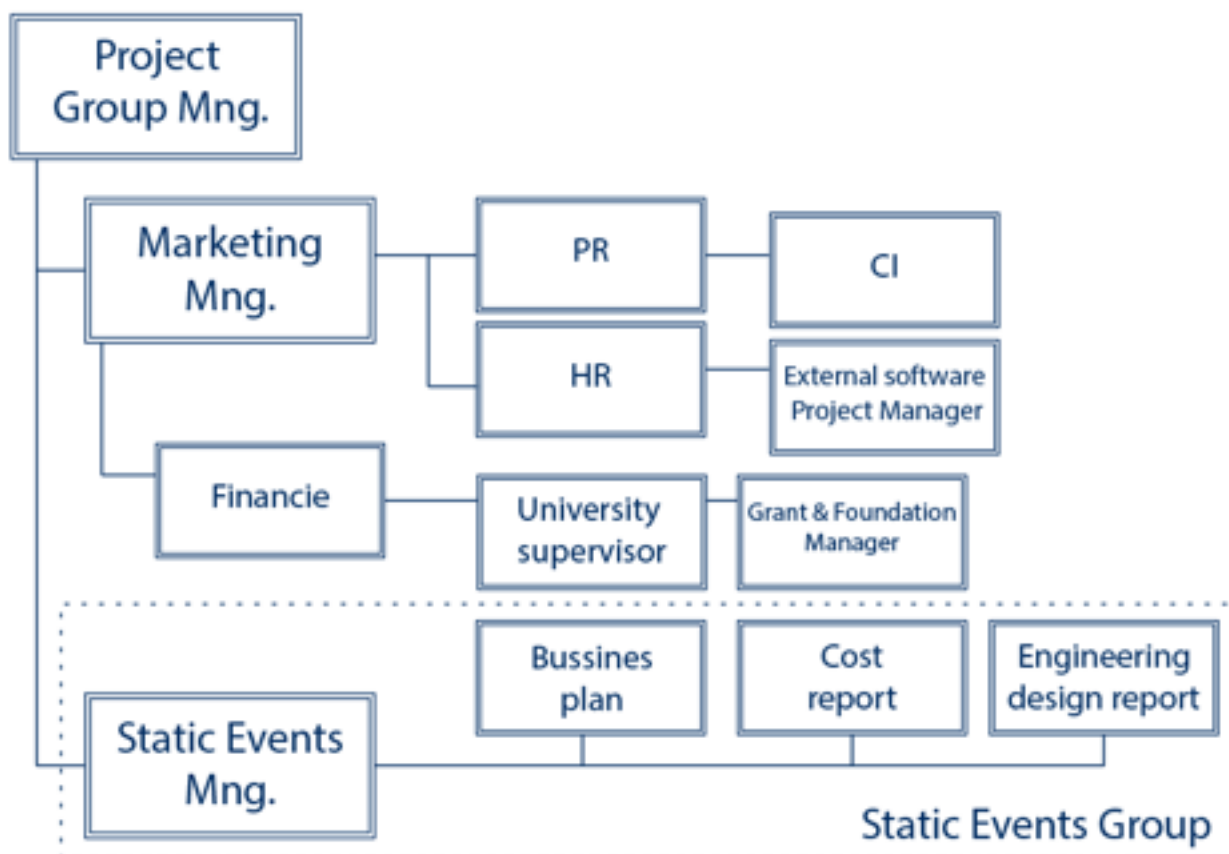 Project
Group Mng.
Marketing
Mng.
PR
CI
HR
External software
Project Manager
Financie
University
supervisor
Grant & Foundation
Manager
Bussines
plan
Cost
report
Engineering
design report
Static Events
Mng.
Static Events Group